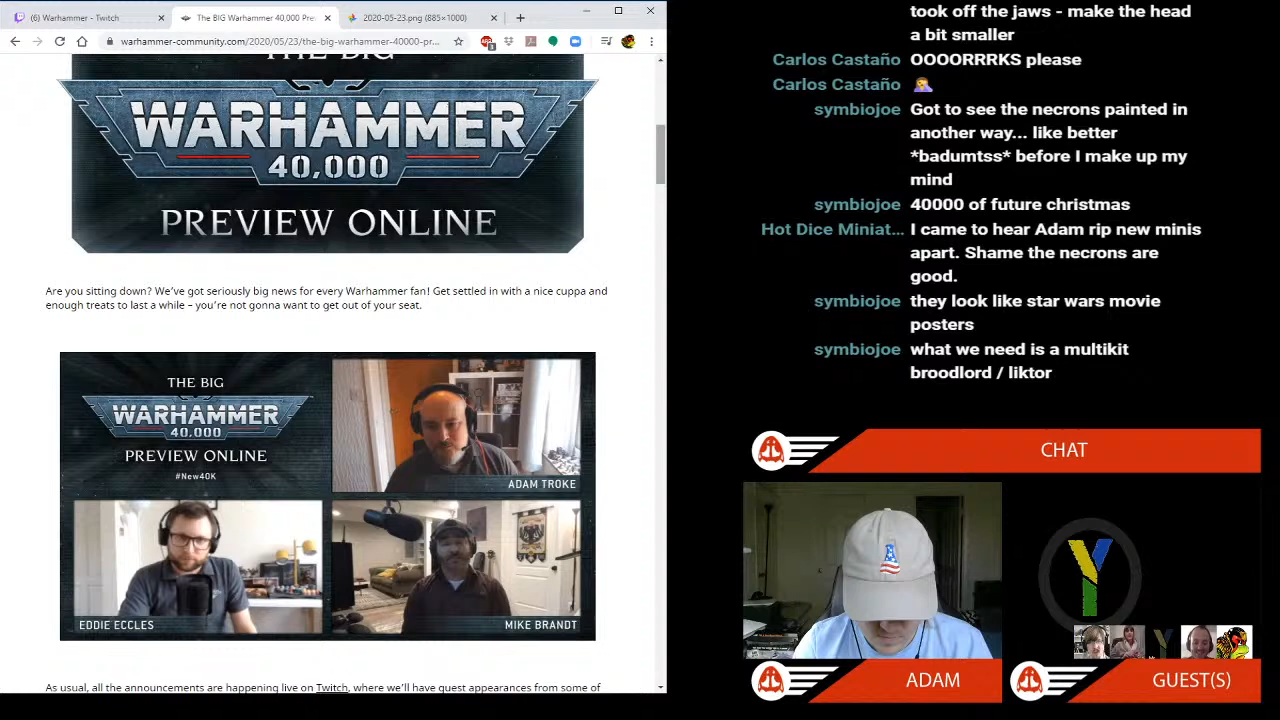 (6) Warhammer - Twitch
The BIG Warhammer 40,000 Pre
2020-05-23.png (885×1000)
warhammer-community.com/2020/05/23/the-big-warhammer-40000-pr...
THE BIG
WARHAMMER
40,000
PREVIEW ONLINE
Are you sitting down? We've got seriously big news for every Warhammer fan! Get settled in with a nice cuppa and
enough treats to last a while – you're not gonna want to get out of your seat.
THE BIG
WARHAMMER
40,000
PREVIEW ONLINE
#New40K
ADAM TROKE
EDDIE ECCLES
MIKE BRANDT
As usual, all the announcements are happening live on Twitch, where we'll have guest appearances from some of
took off the jaws - make the head
a bit smaller
Carlos Castaño OOOORRRKS please
Carlos Castaño 🤦
symbiojoe Got to see the necrons painted in
another way... like better
*badumtss* before I make up my
mind
symbiojoe 40000 of future christmas
Hot Dice Miniat... I came to hear Adam rip new minis
apart. Shame the necrons are
good.
symbiojoe they look like star wars movie
posters
symbiojoe what we need is a multikit
broodlord / liktor
CHAT
Y
ADAM
GUEST(S)